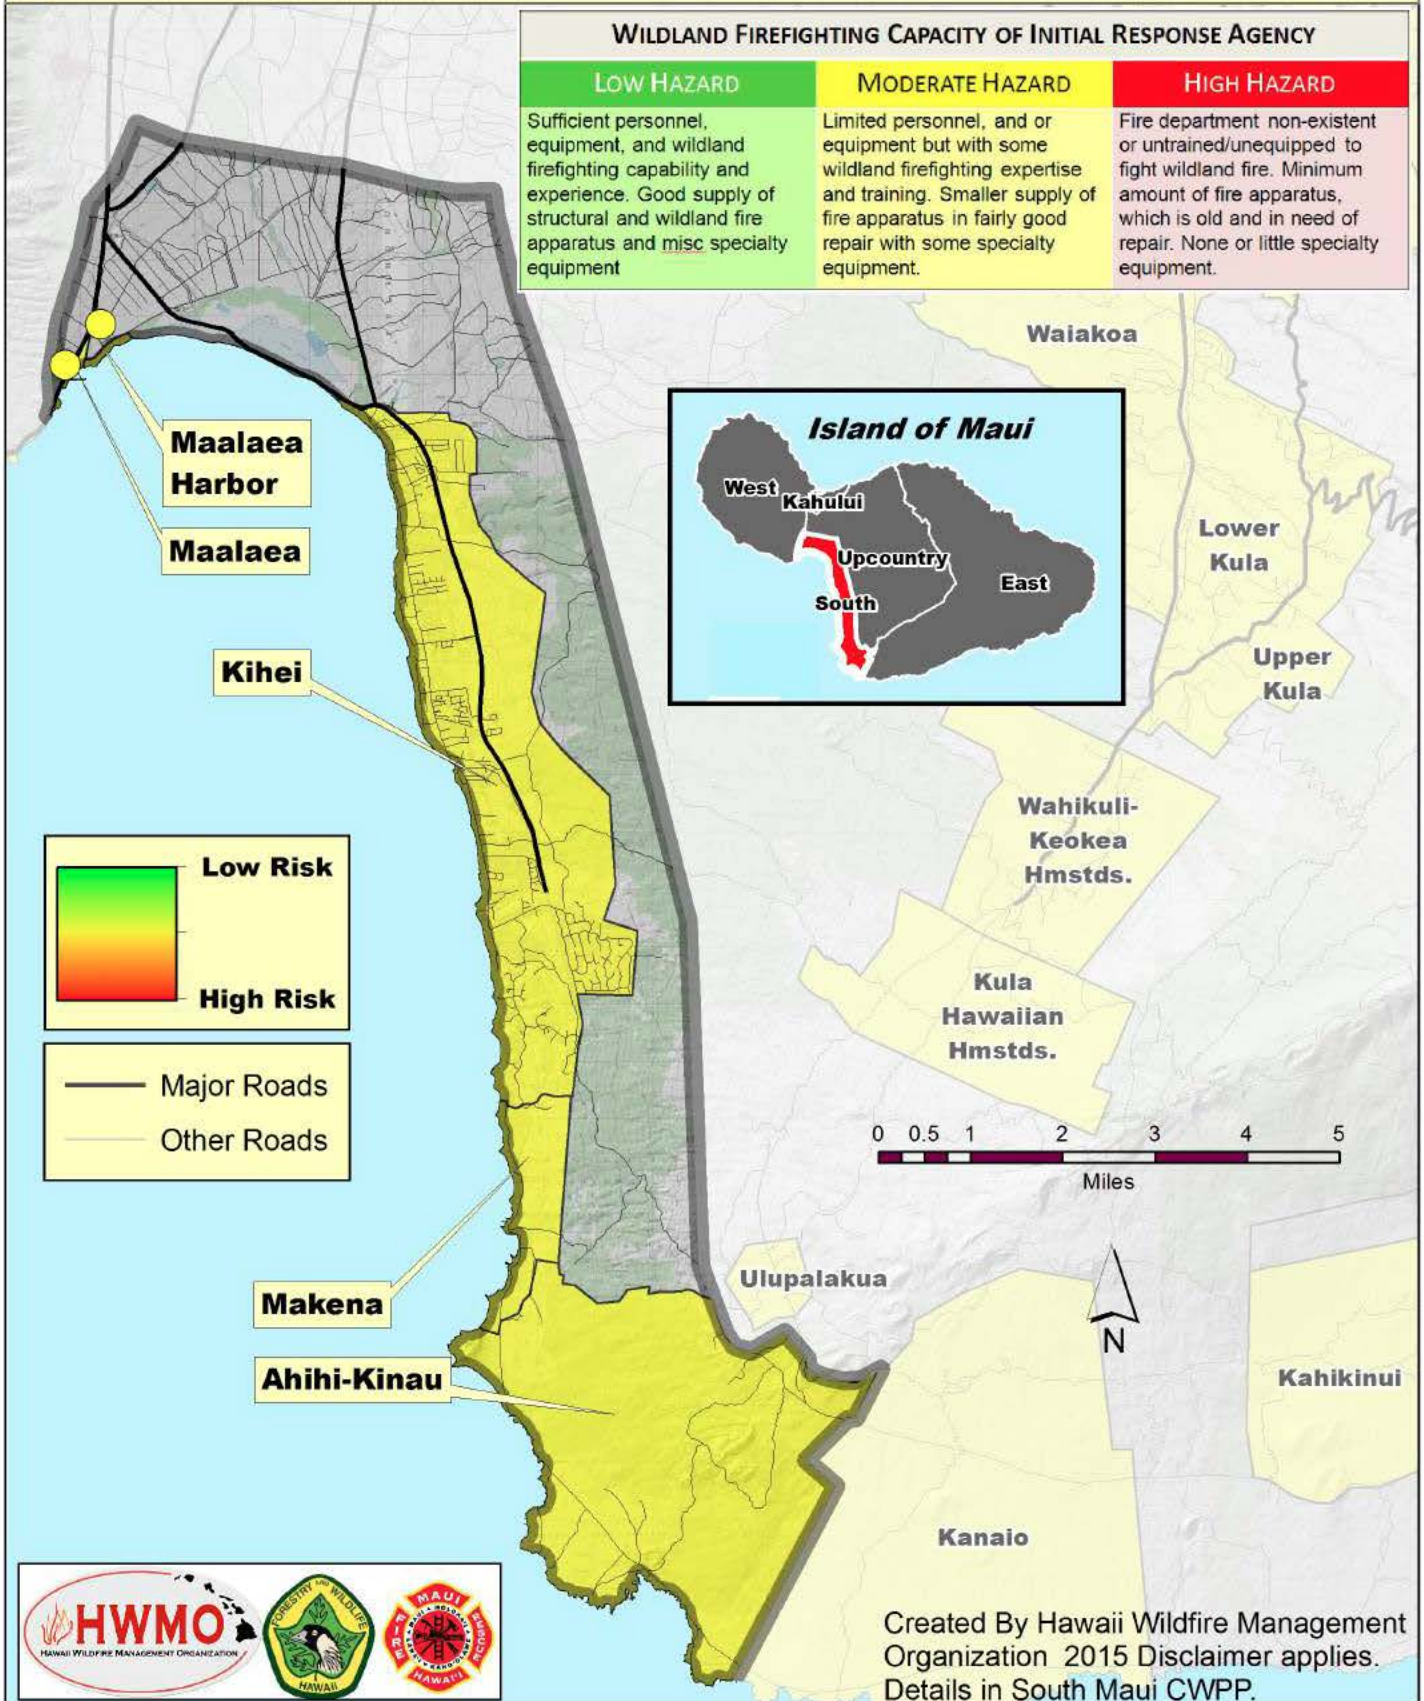 WILDLAND FIREFIGHTING CAPACITY OF INITIAL RESPONSE AGENCY
LOW HAZARD
Sufficient personnel,
equipment, and wildland
firefighting capability and
experience. Good supply of
structural and wildland fire
apparatus and misc specialty
equipment
MODERATE HAZARD
Limited personnel, and or
equipment but with some
wildland firefighting expertise
and training. Smaller supply of
fire apparatus in fairly good
repair with some specialty
equipment.
HIGH HAZARD
Fire department non-existent
or untrained/unequipped to
fight wildland fire. Minimum
amount of fire apparatus,
which is old and in need of
repair. None or little specialty
equipment.
Waiakoa
Maalaea
Harbor
Maalaea
Island of Maui
West
Kahului
Upcountry
East
South
Lower
Kula
Upper
Kula
Kihei
Wahikuli-
Keokea
Hmstds.
Low Risk
High Risk
Kula
Hawaiian
Hmstds.
Major Roads
Other Roads
0 0.5 1 2 3 4 5
Miles
Ulupalakua
N
Makena
Ahihi-Kinau
Kahikinui
Kanaio
HWMO
HAWAII WILDFIRE MANAGEMENT ORGANIZATION
FORESTRY AND WILDLIFE
HAWAII
MAUI
FIRE
RESCUE
HAWAI'I
Created By Hawaii Wildfire Management
Organization 2015 Disclaimer applies.
Details in South Maui CWPP.